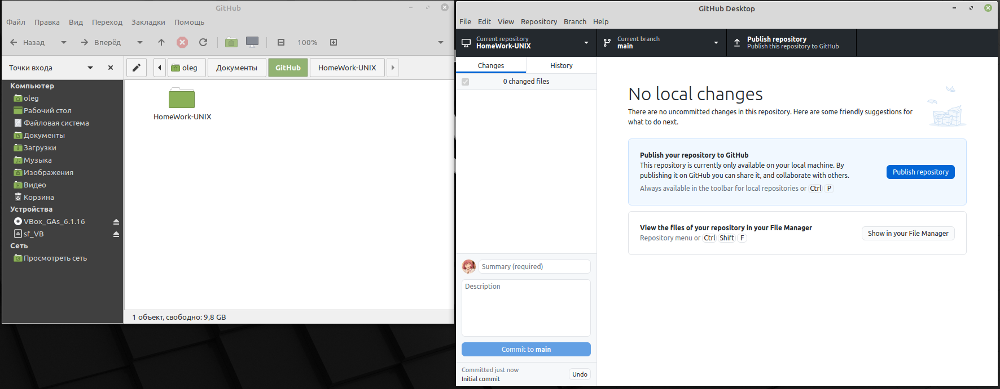 GitHub
Файл Правка Вид Переход Закладки Помощь
Назад Вперёд 100%
Точки входа
oleg Документы GitHub HomeWork-UNIX
Компьютер
oleg
Рабочий стол
Файловая система
Документы
Загрузки
Музыка
Изображения
Видео
Корзина
Устройства
VBox_GAs_6.1.16
sf_VB
Сеть
Просмотреть сеть
HomeWork-UNIX
1 объект, свободно: 9,8 GB
GitHub Desktop
File Edit View Repository Branch Help
Current repository
HomeWork-UNIX
Current branch
main
Publish repository
Publish this repository to GitHub
Changes History
0 changed files
No local changes
There are no uncommitted changes in this repository. Here are some friendly suggestions for
what to do next.
Publish your repository to GitHub
This repository is currently only available on your local machine. By
publishing it on GitHub you can share it, and collaborate with others.
Always available in the toolbar for local repositories or Ctrl P
Publish repository
View the files of your repository in your File Manager
Repository menu or Ctrl Shift F
Show in your File Manager
Summary (required)
Description
Commit to main
Committed just now
Initial commit
Undo